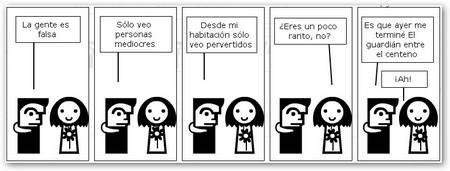 La gente es
falsa
Sólo veo
personas
mediocres
Desde mi
habitación sólo
veo pervertidos
¿Eres un poco
ranto, no?
Es que ayer me
terminé El
guardián entre
el centeno
¡Ah!